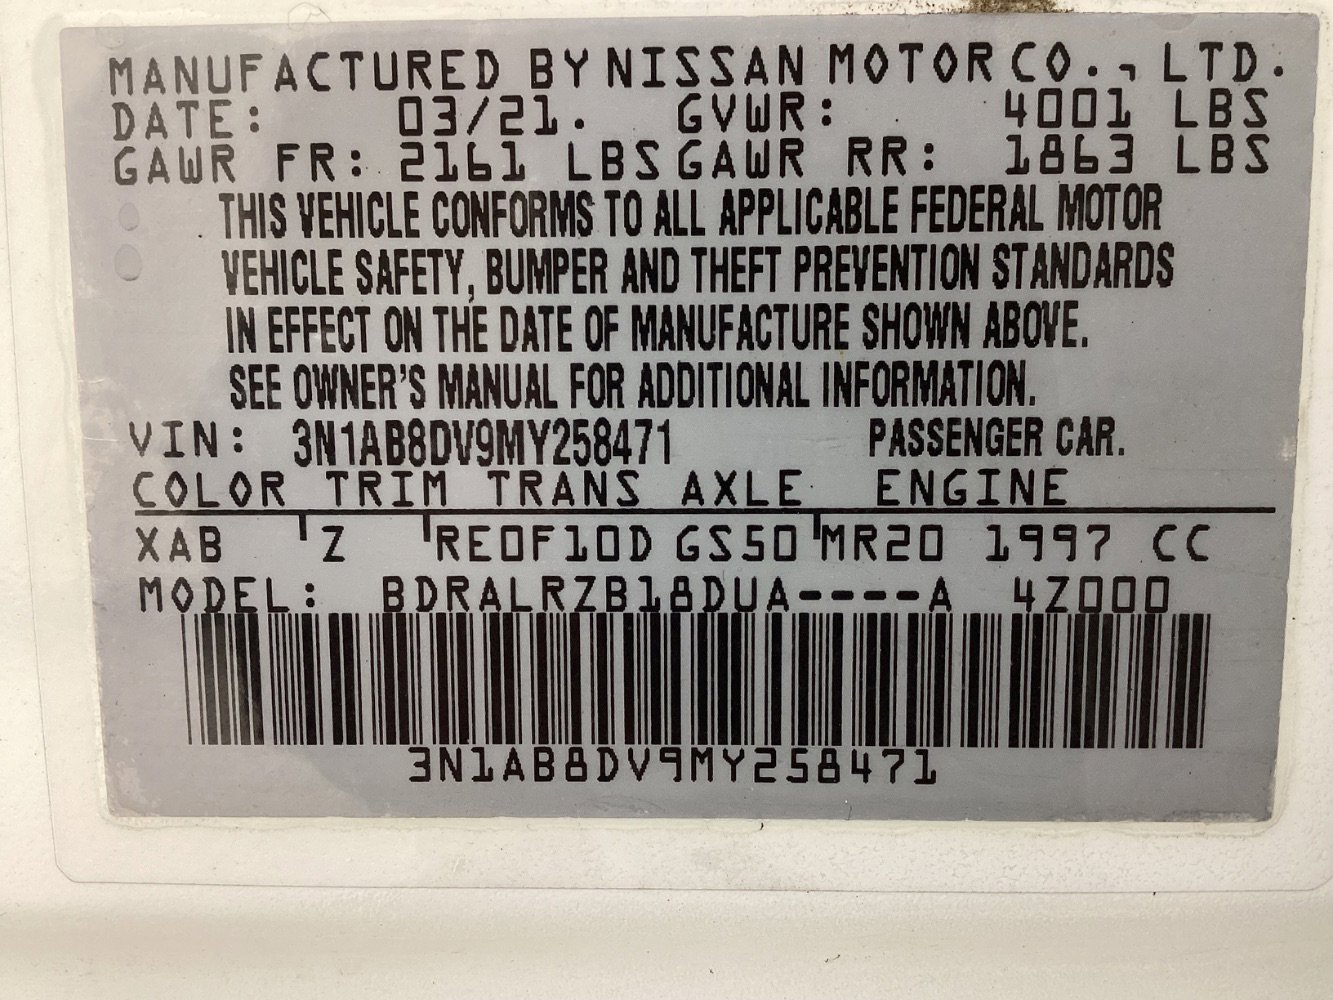 MANUFACTURED BY NISSAN MOTOR CO., LTD.
DATE: 03/21. GVWR: 4001 LBS
GAWR FR: 2161 LBS GAWR RR: 1863 LBS
THIS VEHICLE CONFORMS TO ALL APPLICABLE FEDERAL MOTOR
VEHICLE SAFETY, BUMPER AND THEFT PREVENTION STANDARDS
IN EFFECT ON THE DATE OF MANUFACTURE SHOWN ABOVE.
SEE OWNER'S MANUAL FOR ADDITIONAL INFORMATION.
VIN: 3N1AB8DV9MY258471 PASSENGER CAR.
COLOR TRIM TRANS AXLE ENGINE
XAB Z RE0F10D GS50 MR20 1997 CC
MODEL: BDRALRZB18DUA----A 4Z000
3N1AB8DV9MY258471